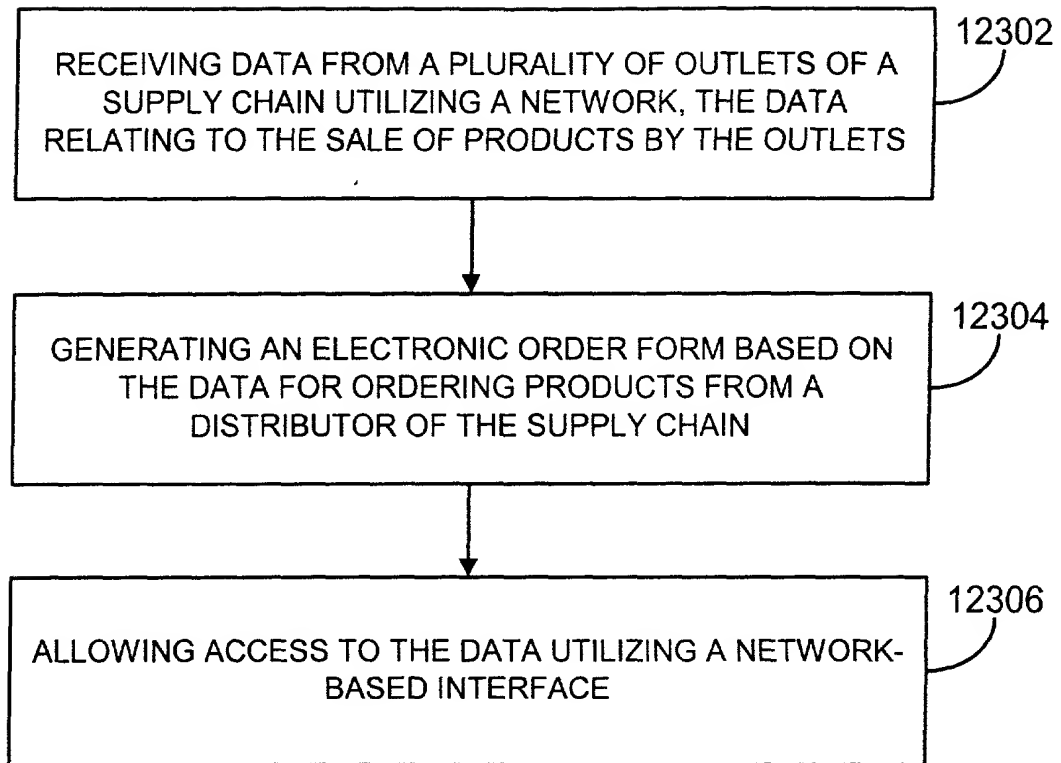 12302
RECEIVING DATA FROM A PLURALITY OF OUTLETS OF A
SUPPLY CHAIN UTILIZING A NETWORK, THE DATA
RELATING TO THE SALE OF PRODUCTS BY THE OUTLETS
12304
GENERATING AN ELECTRONIC ORDER FORM BASED ON
THE DATA FOR ORDERING PRODUCTS FROM A
DISTRIBUTOR OF THE SUPPLY CHAIN
12306
ALLOWING ACCESS TO THE DATA UTILIZING A NETWORK-
BASED INTERFACE